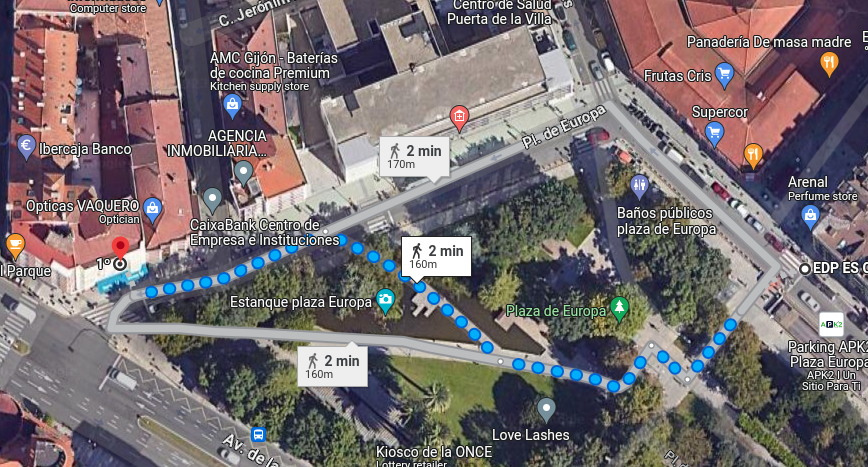 Computer store
C. Jerónim
Centro de Salud
Puerta de la Villa
AMC Gijón - Baterías
de cocina Premium
Kitchen supply store
Panadería De masa madre
Frutas Cris
Supercor
Ibercaja Banco
AGENCIA
INMOBILIARIA...
2 min
170m
Pl. de Europa
Opticas VAQUERO
Optician
Arenal
Perfume store
CaixaBank Centro de
Empresa e Instituciones
Baños públicos
plaza de Europa
l Parque
1º
2 min
160m
EDP ES
Estanque plaza Europa
Plaza de Europa
APK2
2 min
160m
Parking APK2
Plaza Europa
APK2 | Un
Sitio Para Ti
Love Lashes
Av. de la
Kiosco de la ONCE
Lottery retailer
Pl.